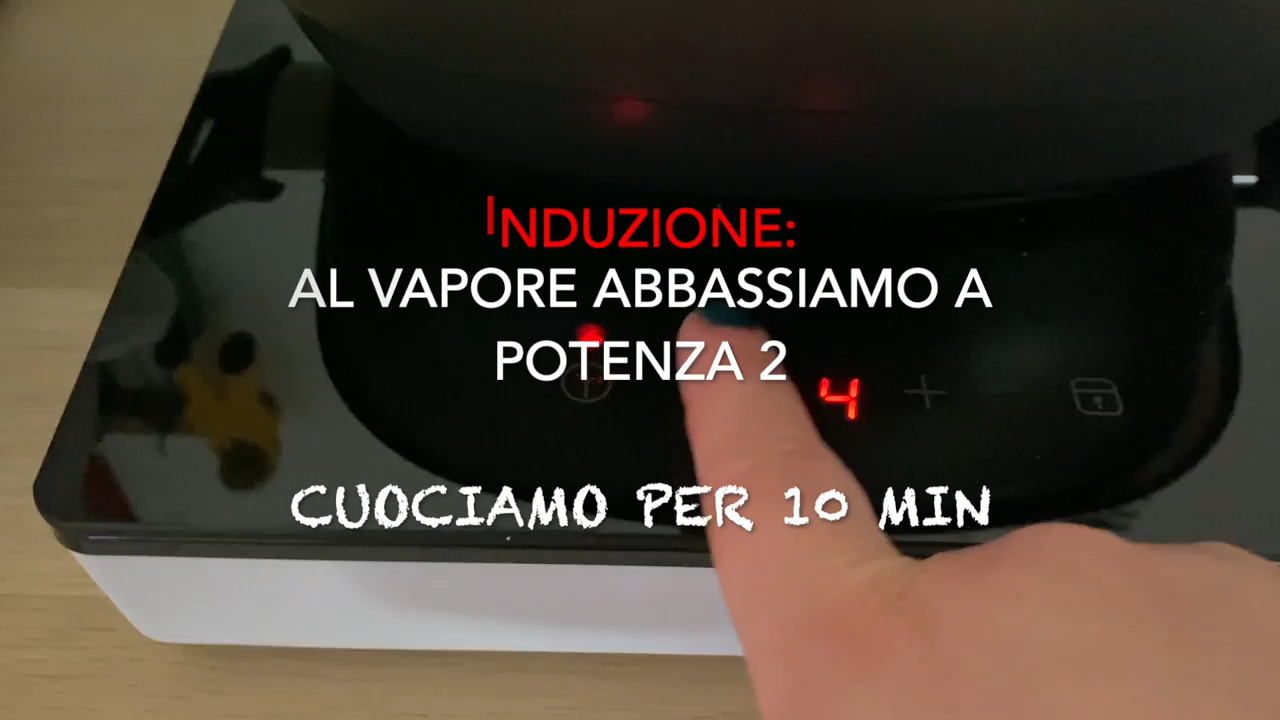 INDUZIONE:
AL VAPORE ABBASSIAMO A
POTENZA 2
4
CUOCIAMO PER 10 MIN